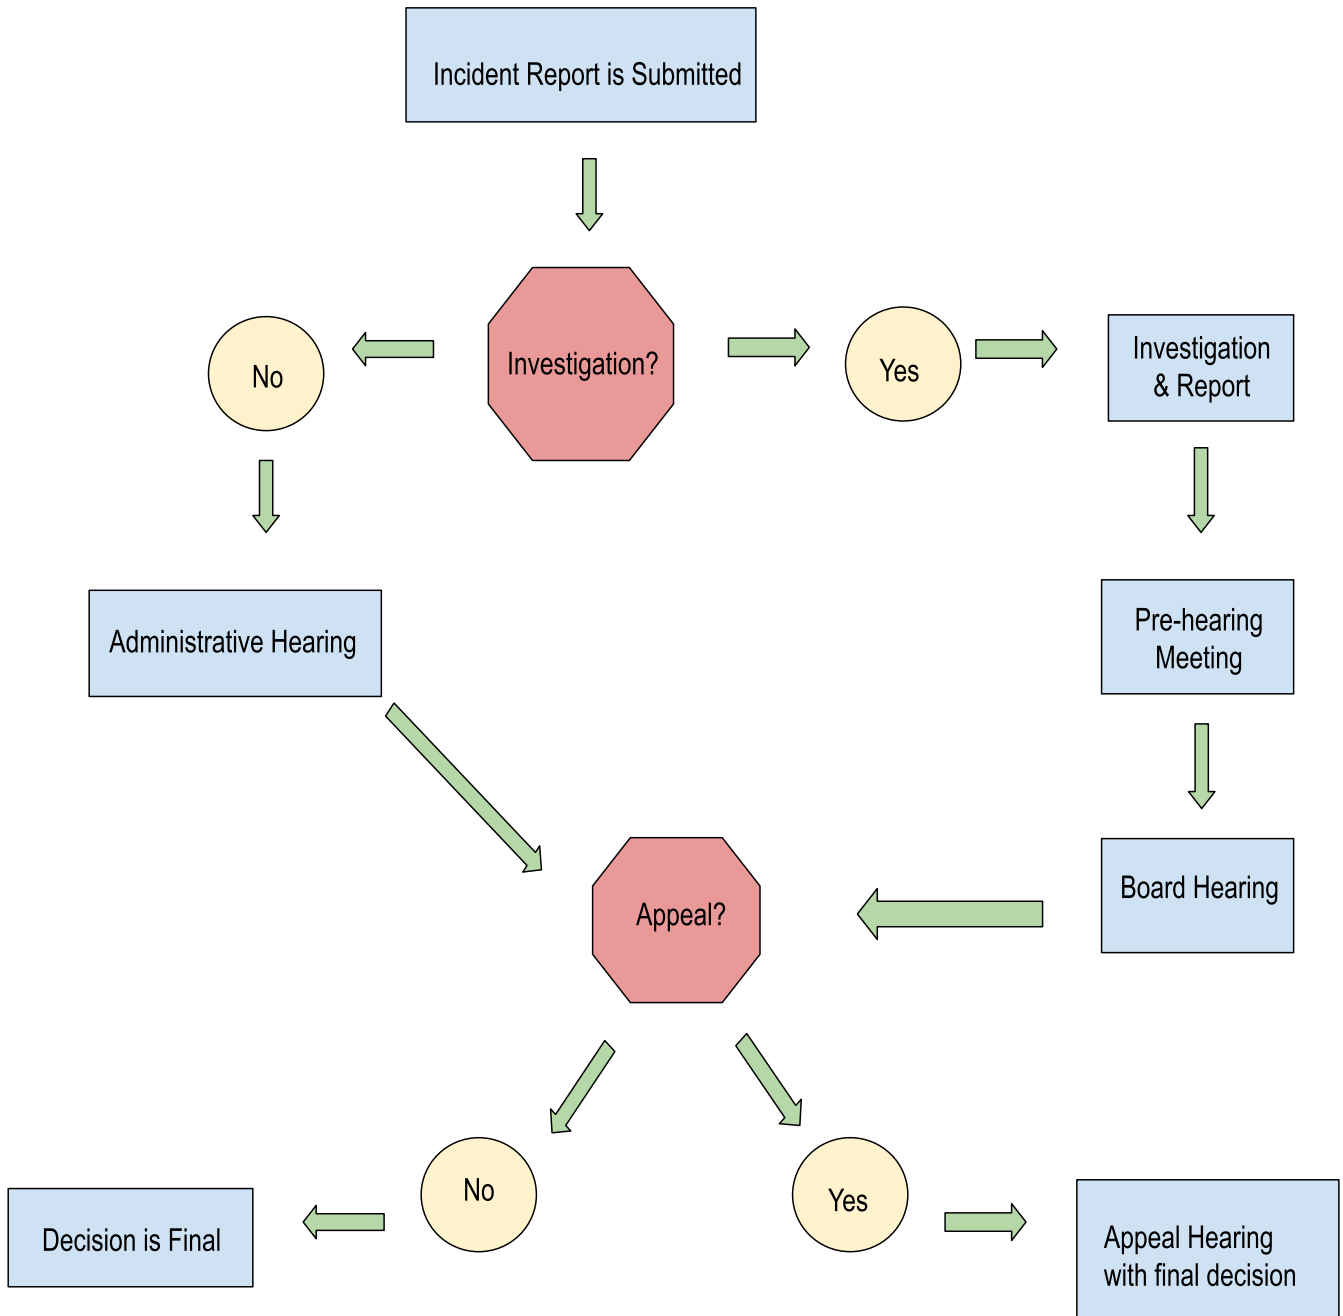 Incident Report is Submitted
No
Investigation?
Yes
Investigation
& Report
Administrative Hearing
Pre-hearing
Meeting
Appeal?
Board Hearing
Decision is Final
No
Yes
Appeal Hearing
with final decision